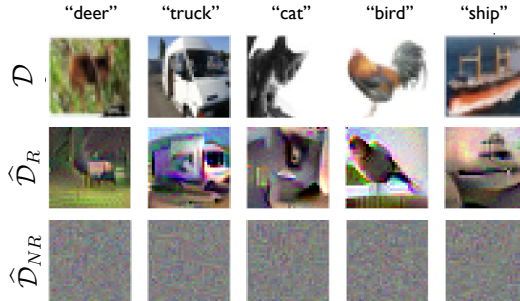 “deer” “truck” “cat” “bird” “ship”
𝒟
𝒟̂_R
𝒟̂_NR